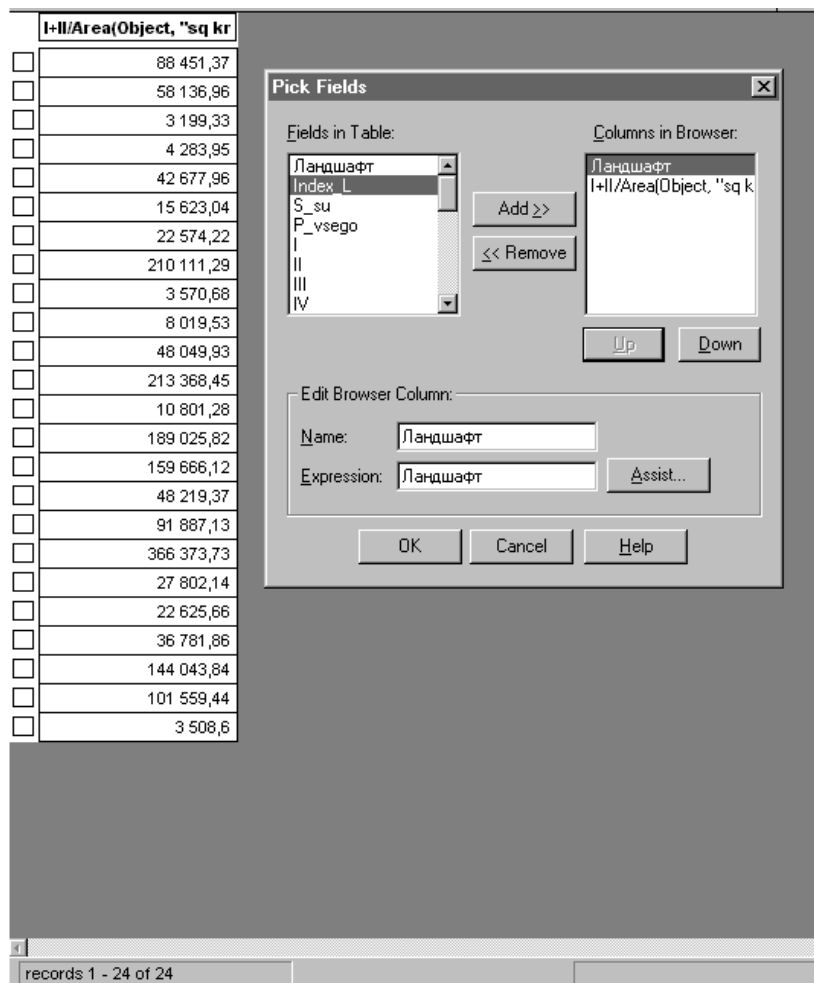 I+II/Area(Object, "sq kr
88 451,37
58 136,96
3 199,33
4 283,95
42 677,96
15 623,04
22 574,22
210 111,29
3 570,68
8 019,53
48 049,93
213 368,45
10 801,28
189 025,82
159 666,12
48 219,37
91 887,13
366 373,73
27 802,14
22 625,66
36 781,86
144 043,84
101 559,44
3 508,6
Pick Fields
Fields in Table:
Ландшафт
Index_L
S_su
P_vsego
I
II
III
IV
Add >>
<< Remove
Columns in Browser:
Ландшафт
I+II/Area(Object, "sq k
Up
Down
Edit Browser Column:
Name:
Ландшафт
Expression:
Ландшафт
Assist...
OK
Cancel
Help
records 1 - 24 of 24